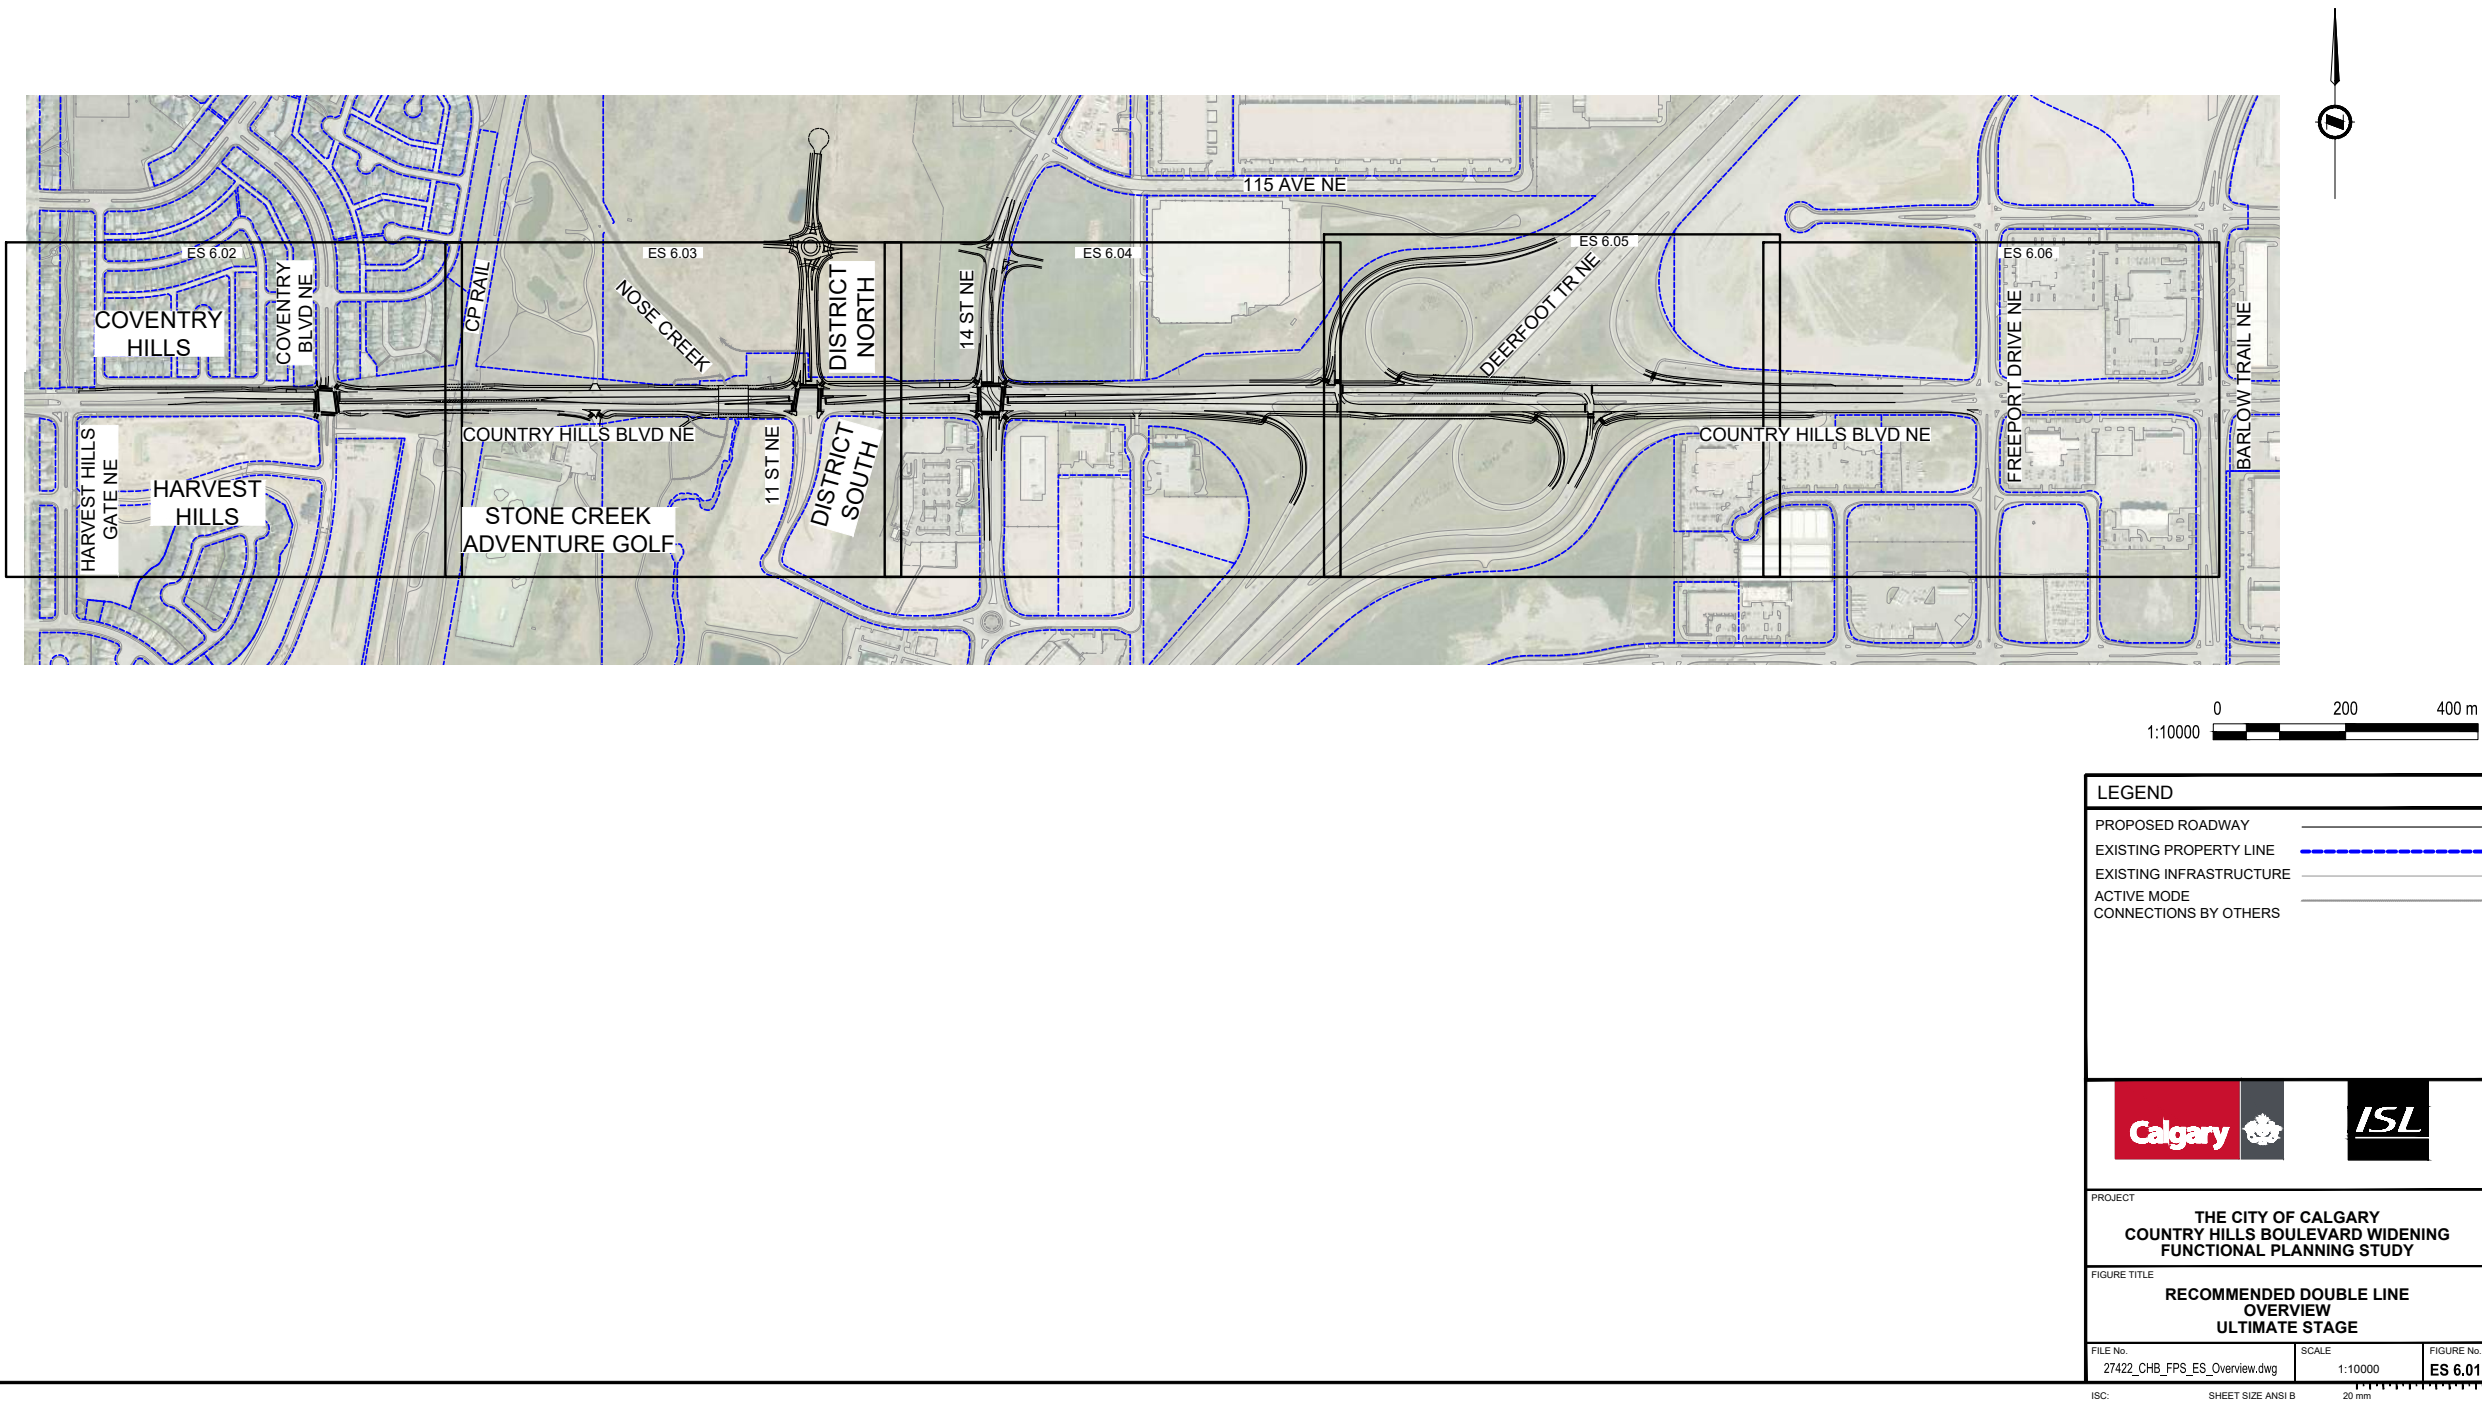 115 AVE NE
ES 6.02
ES 6.03
ES 6.04
ES 6.05
ES 6.06
COVENTRY
HILLS
COVENTRY
BLVD NE
CP RAIL
NOSE CREEK
DISTRICT
NORTH
14 ST NE
DEERFOOT TR NE
FREEPORT DRIVE NE
BARLOW TRAIL NE
HARVEST HILLS
GATE NE
HARVEST
HILLS
COUNTRY HILLS BLVD NE
STONE CREEK
ADVENTURE GOLF
11 ST NE
DISTRICT
SOUTH
COUNTRY HILLS BLVD NE
0 200 400 m
1:10000
LEGEND
PROPOSED ROADWAY
EXISTING PROPERTY LINE
EXISTING INFRASTRUCTURE
ACTIVE MODE
CONNECTIONS BY OTHERS
Calgary
ISL
PROJECT
THE CITY OF CALGARY
COUNTRY HILLS BOULEVARD WIDENING
FUNCTIONAL PLANNING STUDY
FIGURE TITLE
RECOMMENDED DOUBLE LINE
OVERVIEW
ULTIMATE STAGE
FILE No. SCALE FIGURE No.
27422_CHB_FPS_ES_Overview.dwg 1:10000 ES 6.01
ISC: SHEET SIZE ANSI B 20 mm